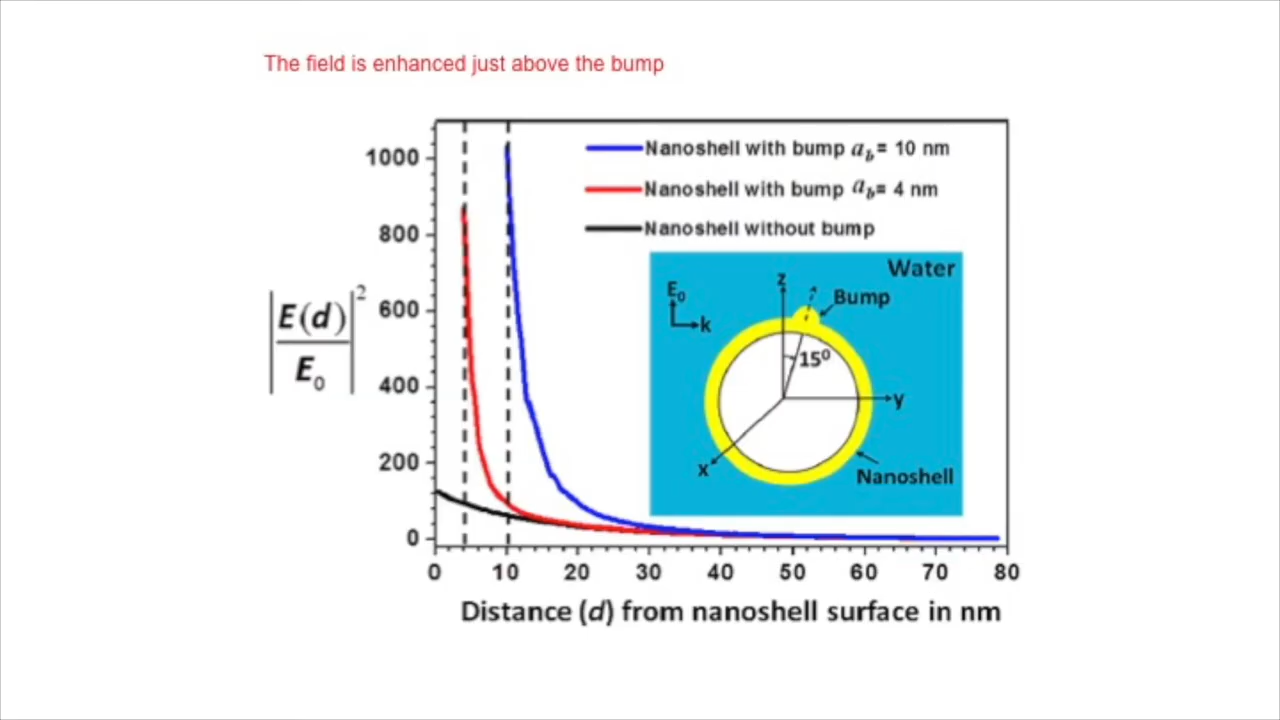 The field is enhanced just above the bump
Nanoshell with bump a_b = 10 nm
Nanoshell with bump a_b = 4 nm
Nanoshell without bump
1000
800
600
400
200
0
|E(d)/E₀|²
Water
E₀
k
z
r
Bump
15⁰
y
x
Nanoshell
0 10 20 30 40 50 60 70 80
Distance (d) from nanoshell surface in nm